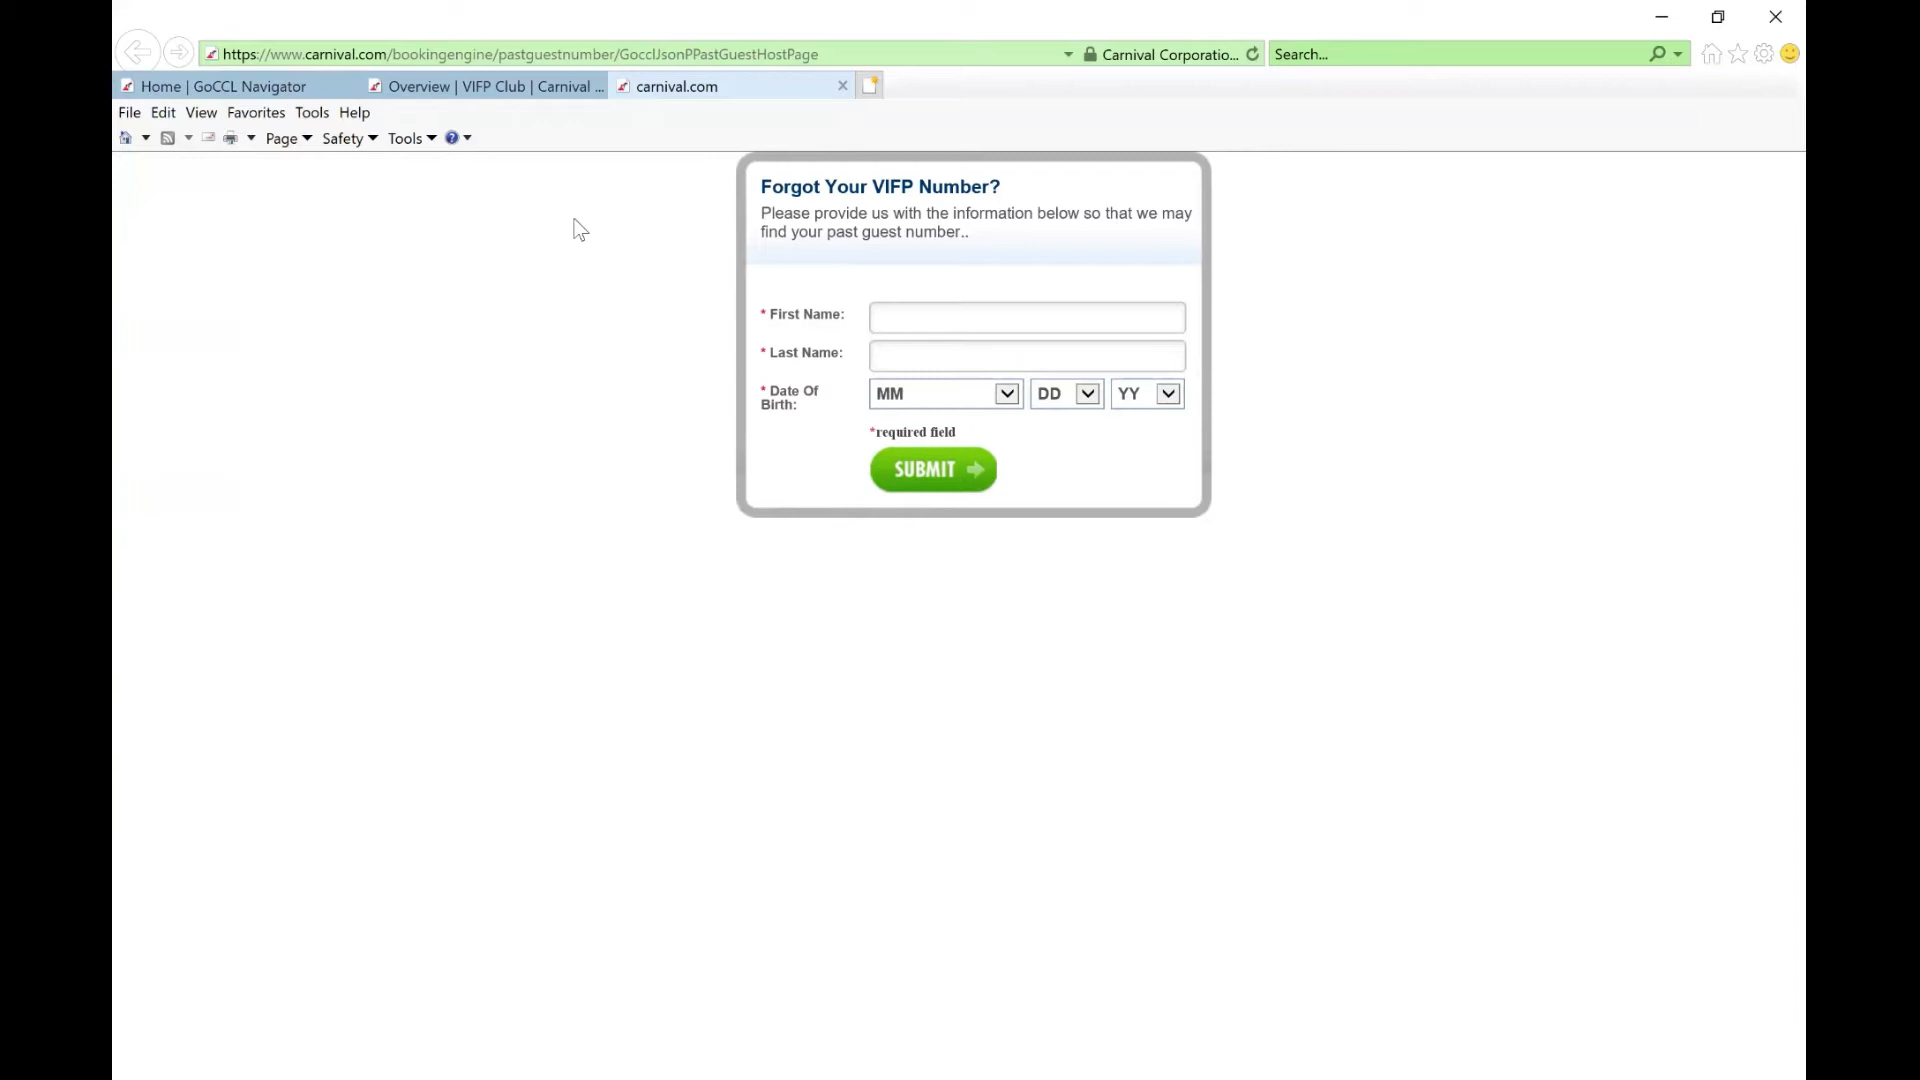 https://www.carnival.com/bookingengine/pastguestnumber/GocclJsonPPastGuestHostPage
Carnival Corporatio...
Search...
Home | GoCCL Navigator
Overview | VIFP Club | Carnival ...
carnival.com
File Edit View Favorites Tools Help
Page Safety Tools
Forgot Your VIFP Number?
Please provide us with the information below so that we may
find your past guest number..
* First Name:
* Last Name:
* Date Of
Birth:
MM DD YY
*required field
SUBMIT